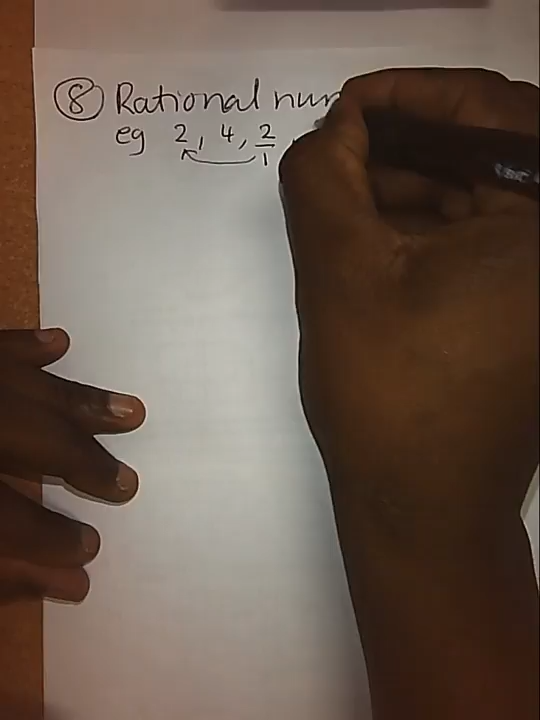 ⑧ Rational
eg 2, 4, 2/1